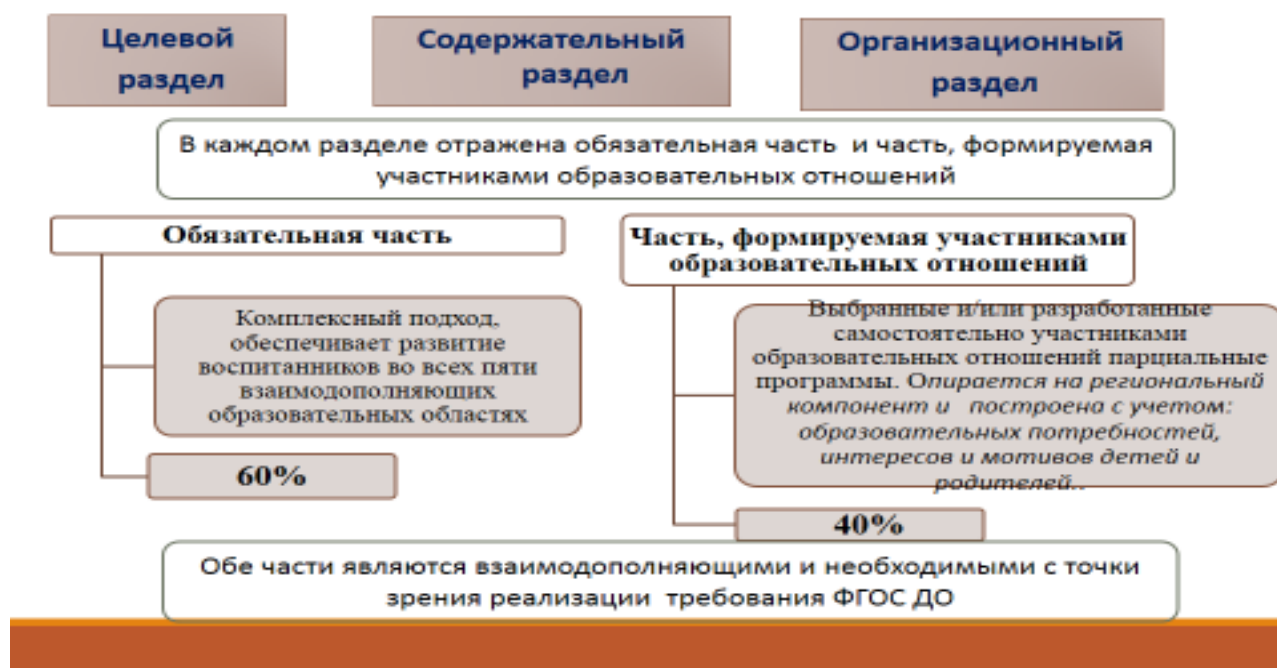 Целевой
раздел
Содержательный
раздел
Организационный
раздел
В каждом разделе отражена обязательная часть и часть, формируемая
участниками образовательных отношений
Обязательная часть
Комплексный подход,
обеспечивает развитие
воспитанников во всех пяти
взаимодополняющих
образовательных областях
60%
Часть, формируемая участниками
образовательных отношений
Выбранные и/или разработанные
самостоятельно участниками
образовательных отношений парциальные
программы. Опирается на региональный
компонент и построена с учетом:
образовательных потребностей,
интересов и мотивов детей и
родителей..
40%
Обе части являются взаимодополняющими и необходимыми с точки
зрения реализации требования ФГОС ДО